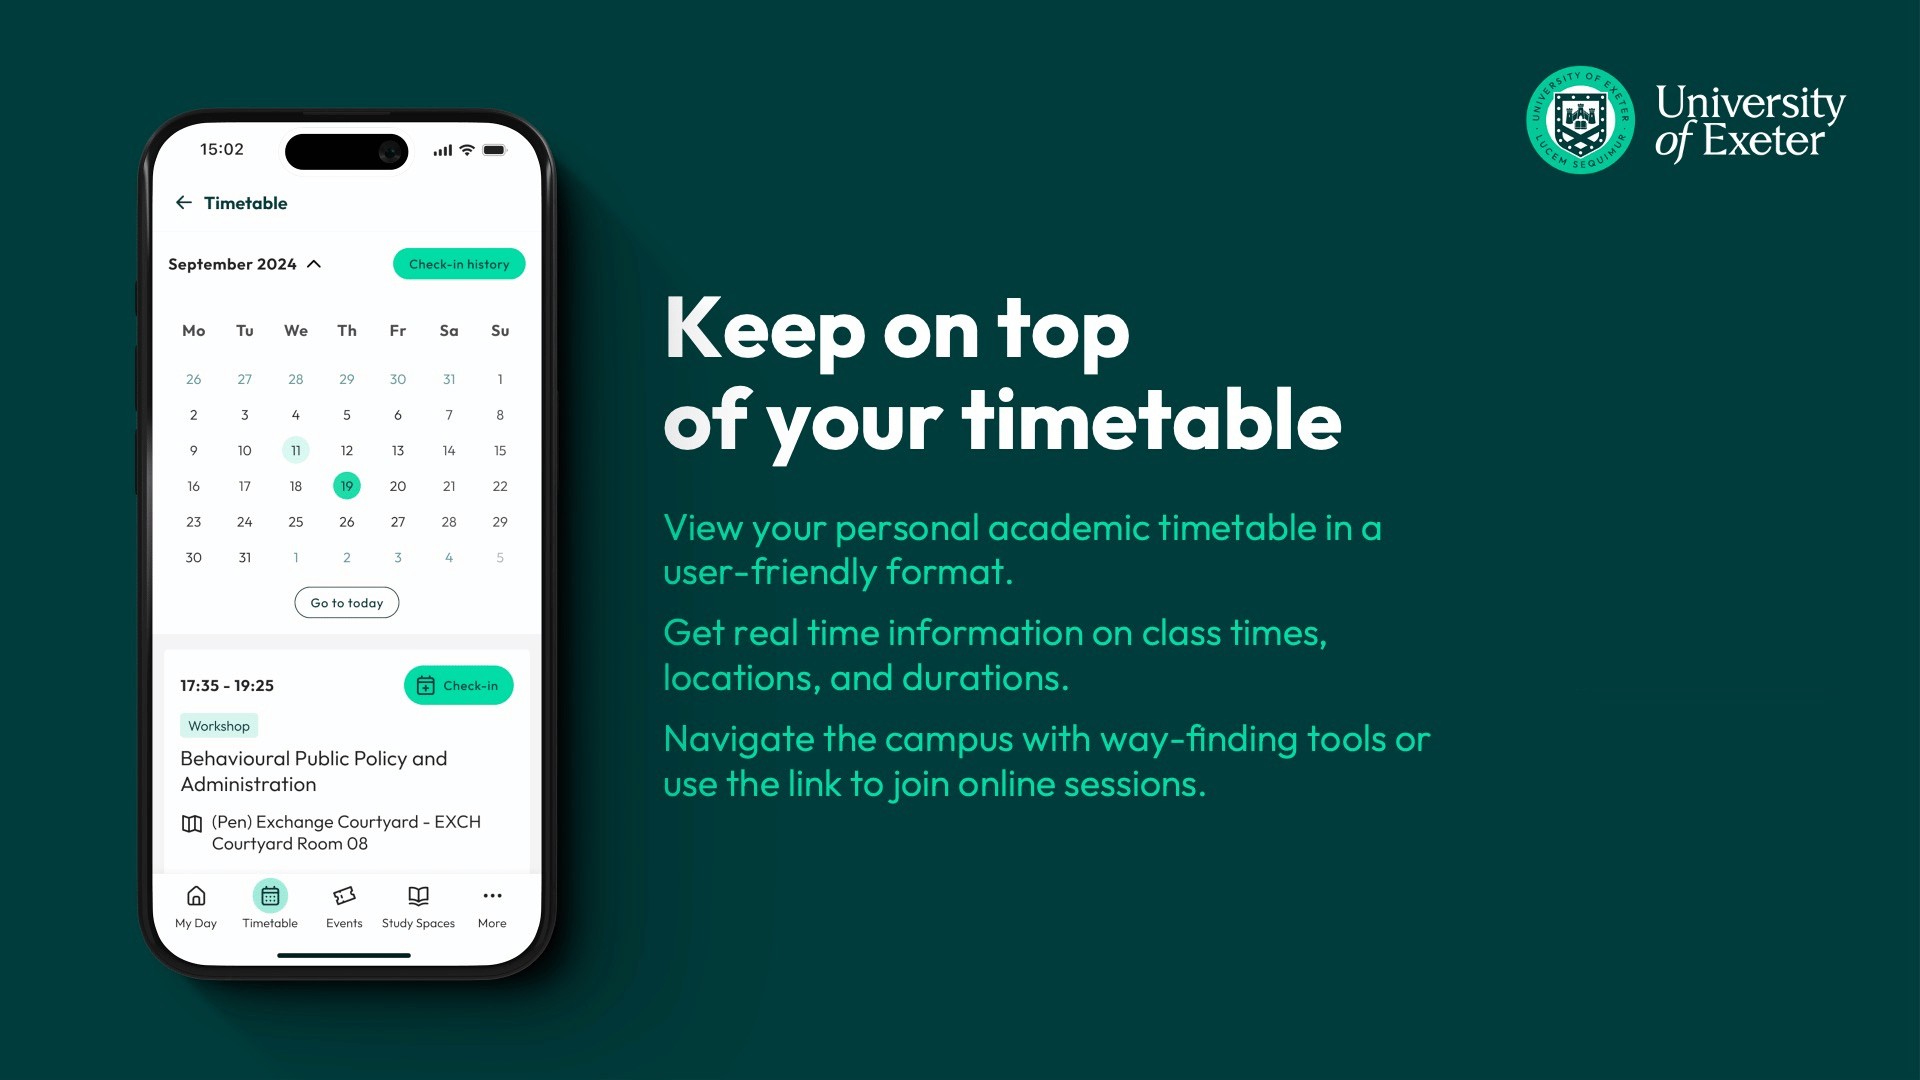 15:02
Timetable
September 2024
Check-in history
Mo Tu We Th Fr Sa Su
26 27 28 29 30 31 1
2 3 4 5 6 7 8
9 10 11 12 13 14 15
16 17 18 19 20 21 22
23 24 25 26 27 28 29
30 31 1 2 3 4 5
Go to today
17:35 - 19:25
Check-in
Workshop
Behavioural Public Policy and
Administration
(Pen) Exchange Courtyard - EXCH
Courtyard Room 08
My Day Timetable Events Study Spaces More
Keep on top
of your timetable
View your personal academic timetable in a
user-friendly format.
Get real time information on class times,
locations, and durations.
Navigate the campus with way-finding tools or
use the link to join online sessions.
UNIVERSITY OF EXETER
LUCEM SEQUIMUR
University
of Exeter